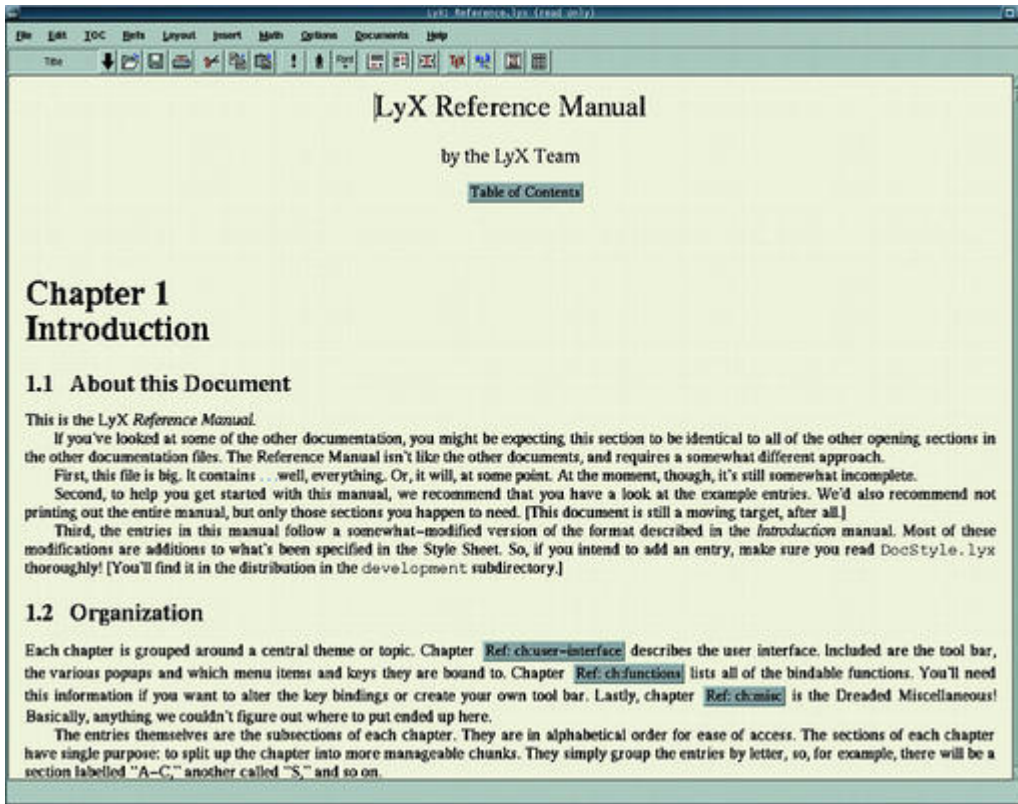 LyX: Reference.lyx (read only)
File Edit TOC Refs Layout Insert Math Options Documents Help
Title Font TeX
LyX Reference Manual
by the LyX Team
Table of Contents
Chapter 1
Introduction
1.1 About this Document
This is the LyX Reference Manual.
If you've looked at some of the other documentation, you might be expecting this section to be identical to all of the other opening sections in
the other documentation files. The Reference Manual isn't like the other documents, and requires a somewhat different approach.
First, this file is big. It contains ...well, everything. Or, it will, at some point. At the moment, though, it's still somewhat incomplete.
Second, to help you get started with this manual, we recommend that you have a look at the example entries. We'd also recommend not
printing out the entire manual, but only those sections you happen to need. [This document is still a moving target, after all.]
Third, the entries in this manual follow a somewhat-modified version of the format described in the Introduction manual. Most of these
modifications are additions to what's been specified in the Style Sheet. So, if you intend to add an entry, make sure you read DocStyle.lyx
thoroughly! [You'll find it in the distribution in the development subdirectory.]
1.2 Organization
Each chapter is grouped around a central theme or topic. Chapter Ref: ch:user-interface describes the user interface. Included are the tool bar,
the various popups and which menu items and keys they are bound to. Chapter Ref: ch:functions lists all of the bindable functions. You'll need
this information if you want to alter the key bindings or create your own tool bar. Lastly, chapter Ref: ch:misc is the Dreaded Miscellaneous!
Basically, anything we couldn't figure out where to put ended up here.
The entries themselves are the subsections of each chapter. They are in alphabetical order for ease of access. The sections of each chapter
have single purpose: to split up the chapter into more manageable chunks. They simply group the entries by letter, so, for example, there will be a
section labelled "A-C," another called "S," and so on.